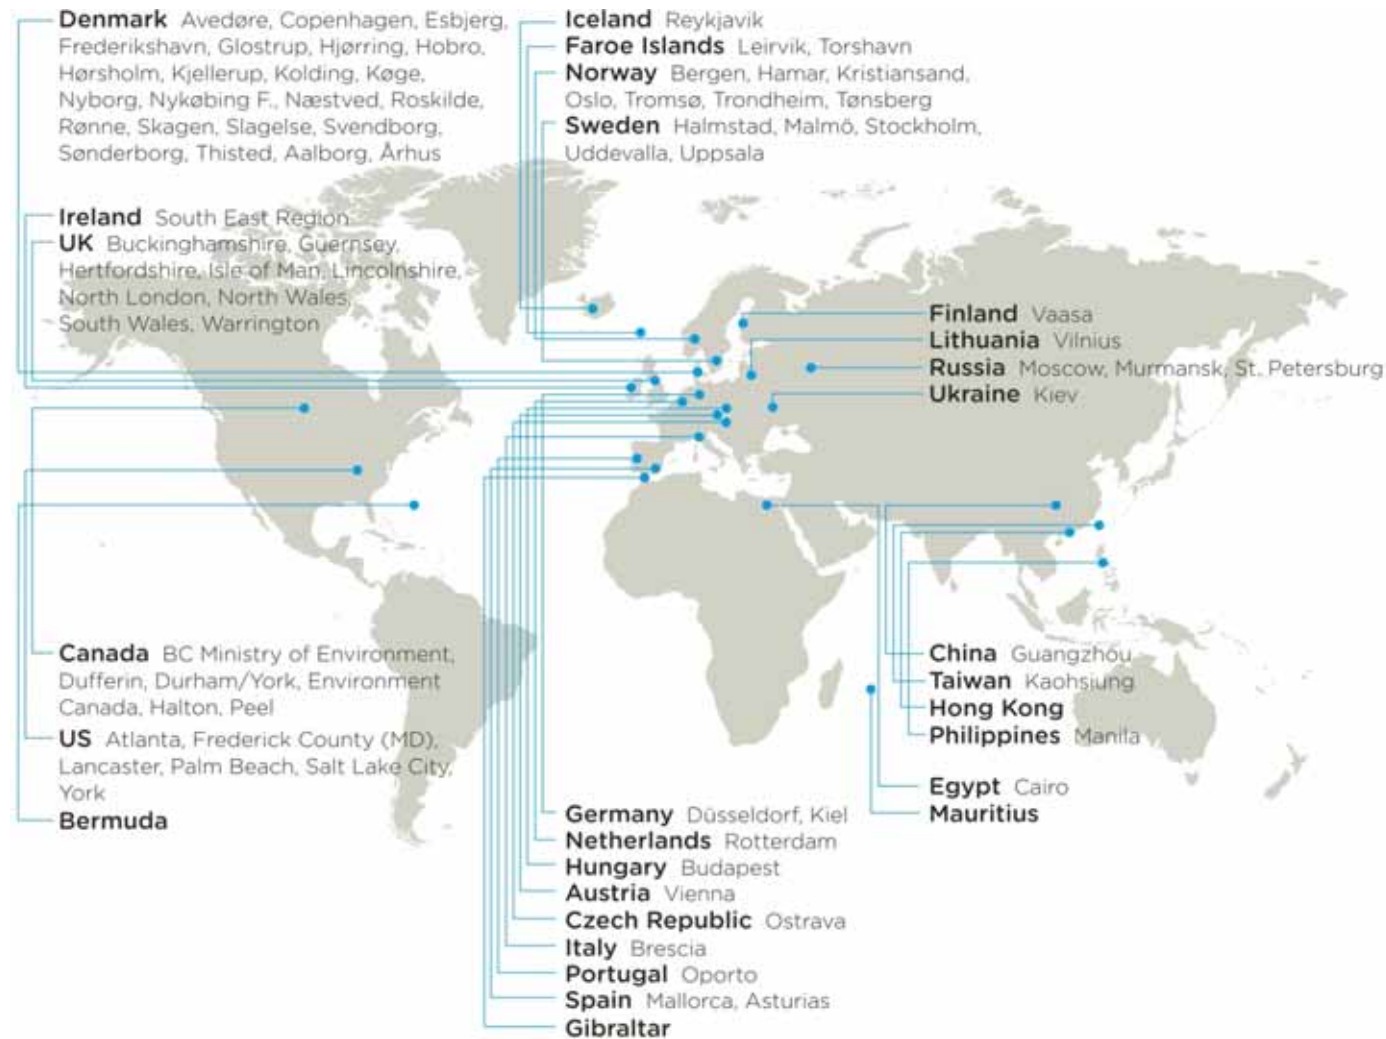 Denmark Avedøre, Copenhagen, Esbjerg,
Frederikshavn, Glostrup, Hjørring, Hobro,
Hørsholm, Kjellerup, Kolding, Køge,
Nyborg, Nykøbing F., Næstved, Roskilde,
Rønne, Skagen, Slagelse, Svendborg,
Sønderborg, Thisted, Aalborg, Århus
Iceland Reykjavik
Faroe Islands Leirvik, Torshavn
Norway Bergen, Hamar, Kristiansand,
Oslo, Tromsø, Trondheim, Tønsberg
Sweden Halmstad, Malmö, Stockholm,
Uddevalla, Uppsala
Ireland South East Region
UK Buckinghamshire, Guernsey,
Hertfordshire, Isle of Man, Lincolnshire,
North London, North Wales,
South Wales, Warrington
Finland Vaasa
Lithuania Vilnius
Russia Moscow, Murmansk, St. Petersburg
Ukraine Kiev
Canada BC Ministry of Environment,
Dufferin, Durham/York, Environment
Canada, Halton, Peel
US Atlanta, Frederick County (MD),
Lancaster, Palm Beach, Salt Lake City,
York
Bermuda
China Guangzhou
Taiwan Kaohsiung
Hong Kong
Philippines Manila
Egypt Cairo
Mauritius
Germany Düsseldorf, Kiel
Netherlands Rotterdam
Hungary Budapest
Austria Vienna
Czech Republic Ostrava
Italy Brescia
Portugal Oporto
Spain Mallorca, Asturias
Gibraltar